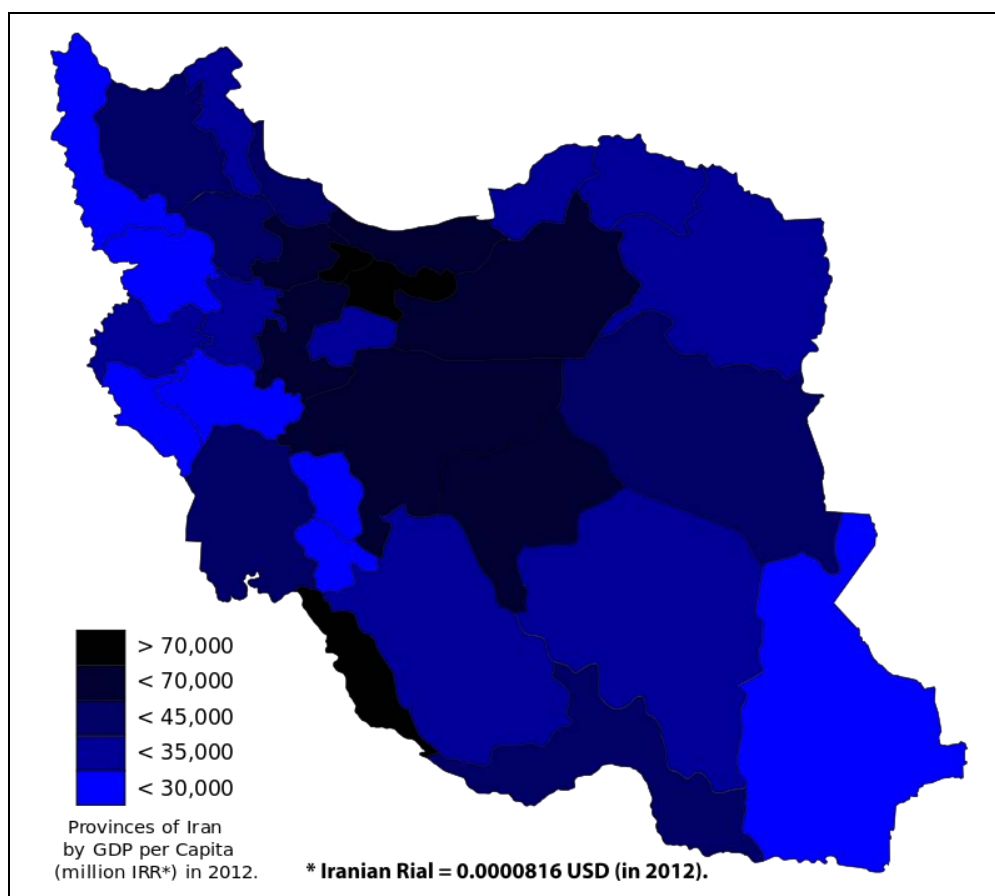 > 70,000
< 70,000
< 45,000
< 35,000
< 30,000
Provinces of Iran
by GDP per Capita
(million IRR*) in 2012.
* Iranian Rial = 0.0000816 USD (in 2012).